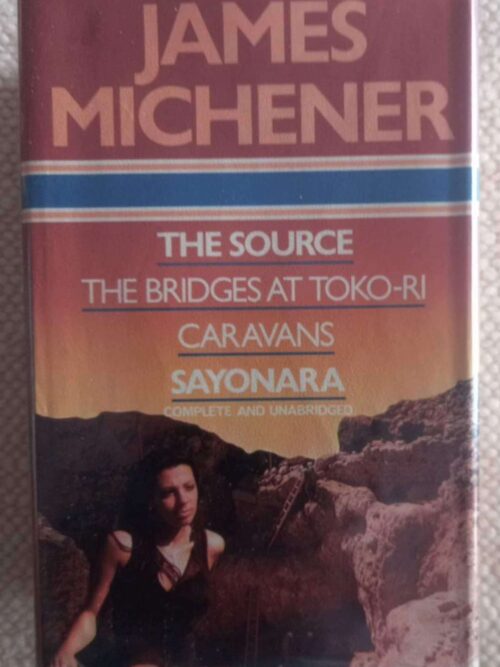 JAMES
MICHENER
THE SOURCE
THE BRIDGES AT TOKO-RI
CARAVANS
SAYONARA
COMPLETE AND UNABRIDGED